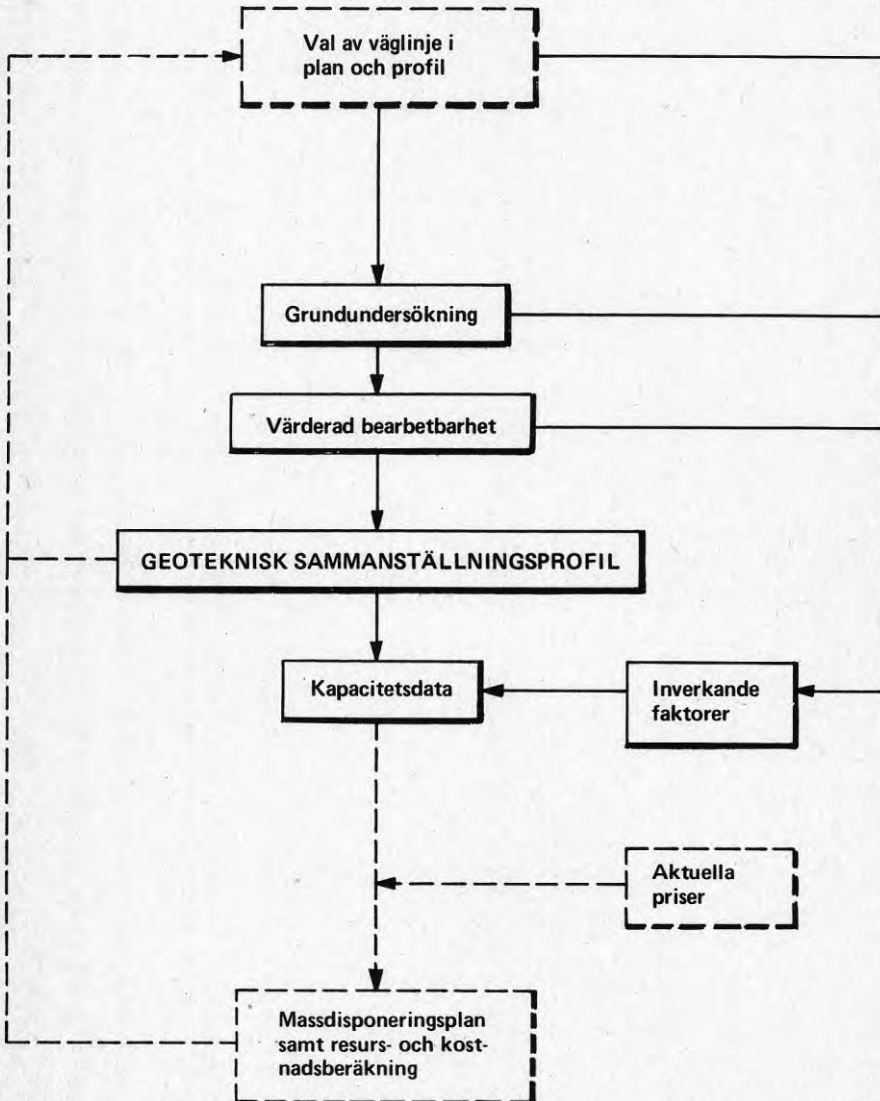 Val av väglinje i
plan och profil
Grundundersökning
Värderad bearbetbarhet
GEOTEKNISK SAMMANSTÄLLNINGSPROFIL
Kapacitetsdata
Inverkande
faktorer
Aktuella
priser
Massdisponeringsplan
samt resurs- och kost-
nadsberäkning